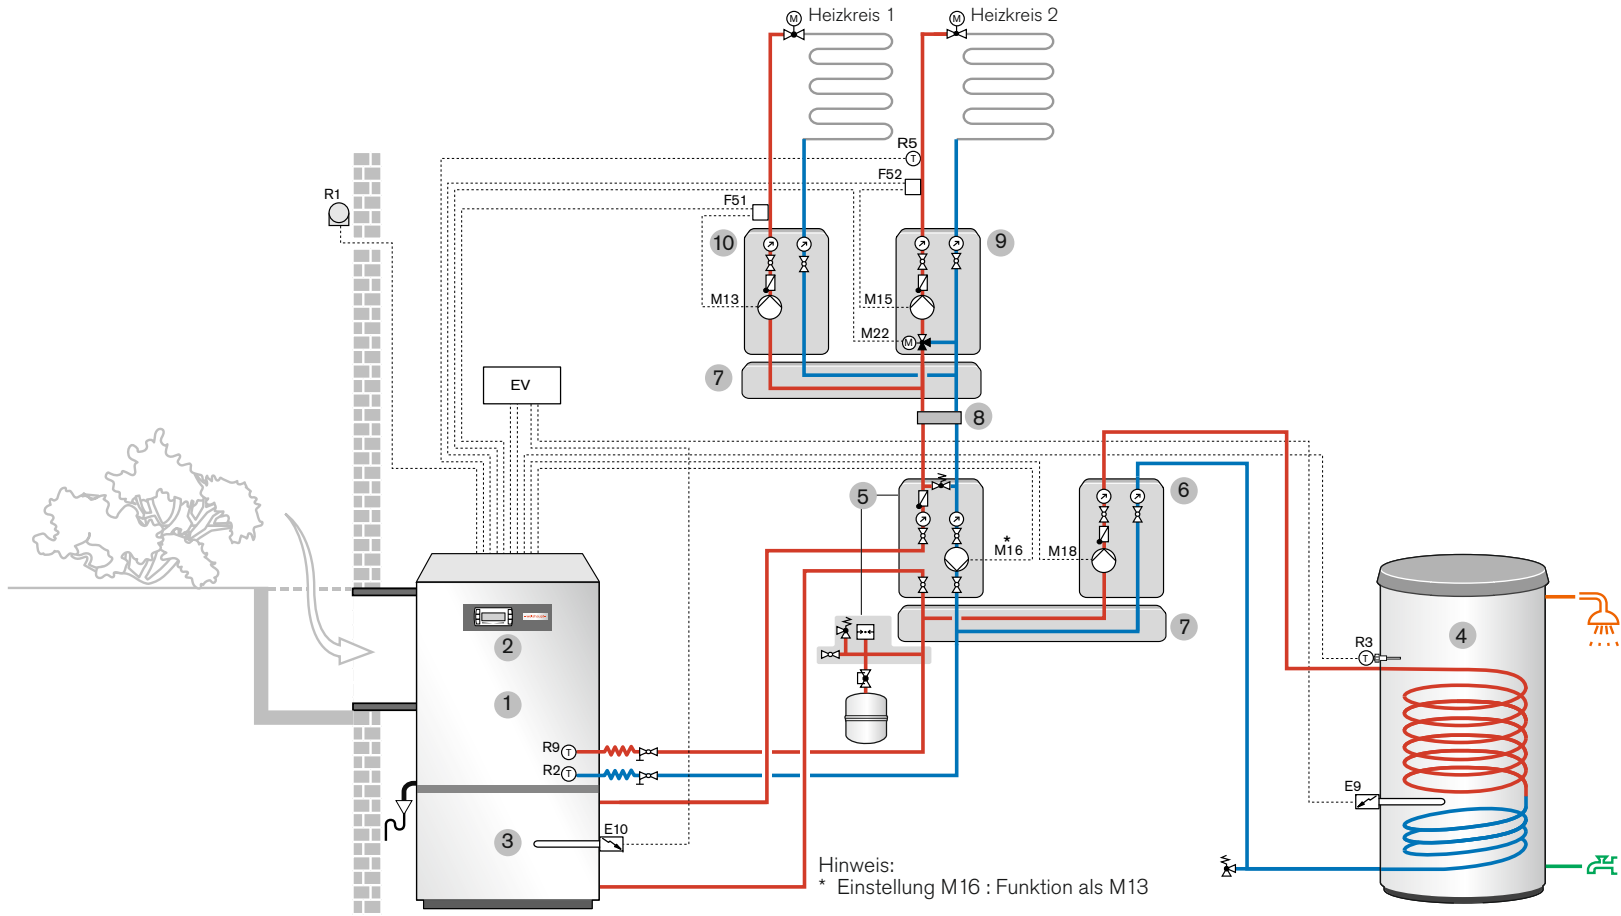 M Heizkreis 1
M Heizkreis 2
R5
T
F52
R1
F51
10
9
M13
M15
M22
M
7
EV
8
5
6
*
M16
M18
2
7
4
R3
T
1
R9 T
R2 T
E9
3
E10
Hinweis:
* Einstellung M16 : Funktion als M13